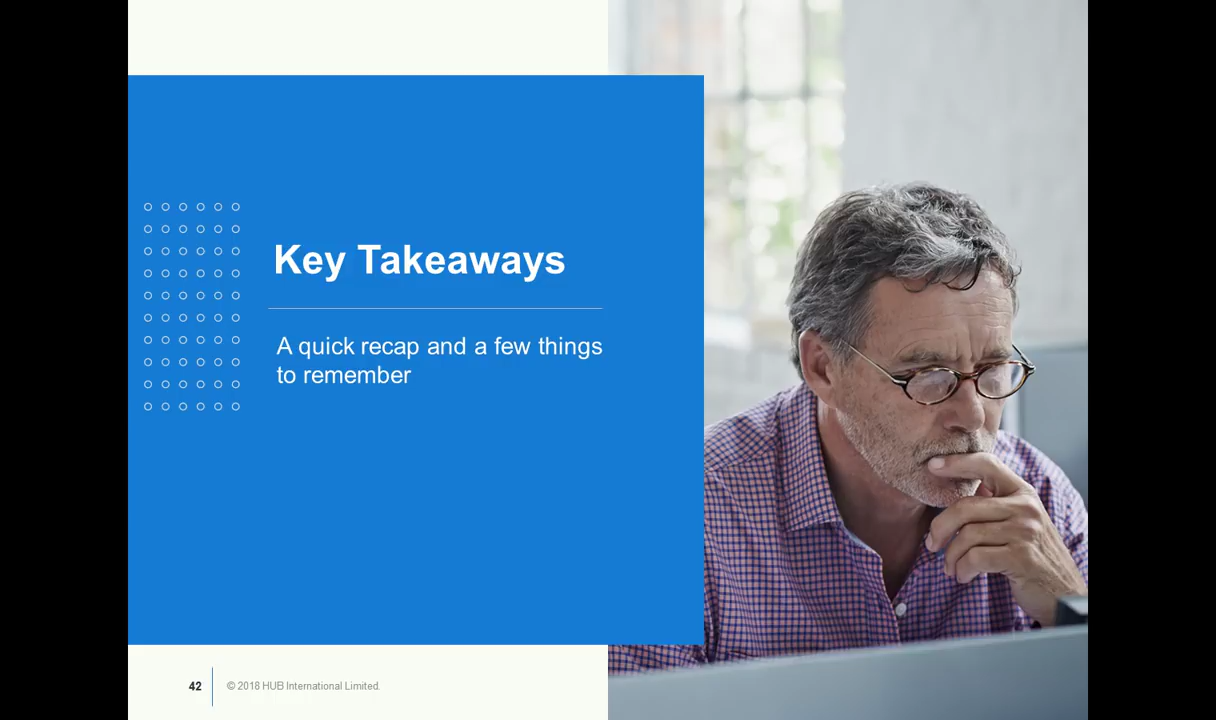 Key Takeaways
A quick recap and a few things
to remember
42
© 2018 HUB International Limited.